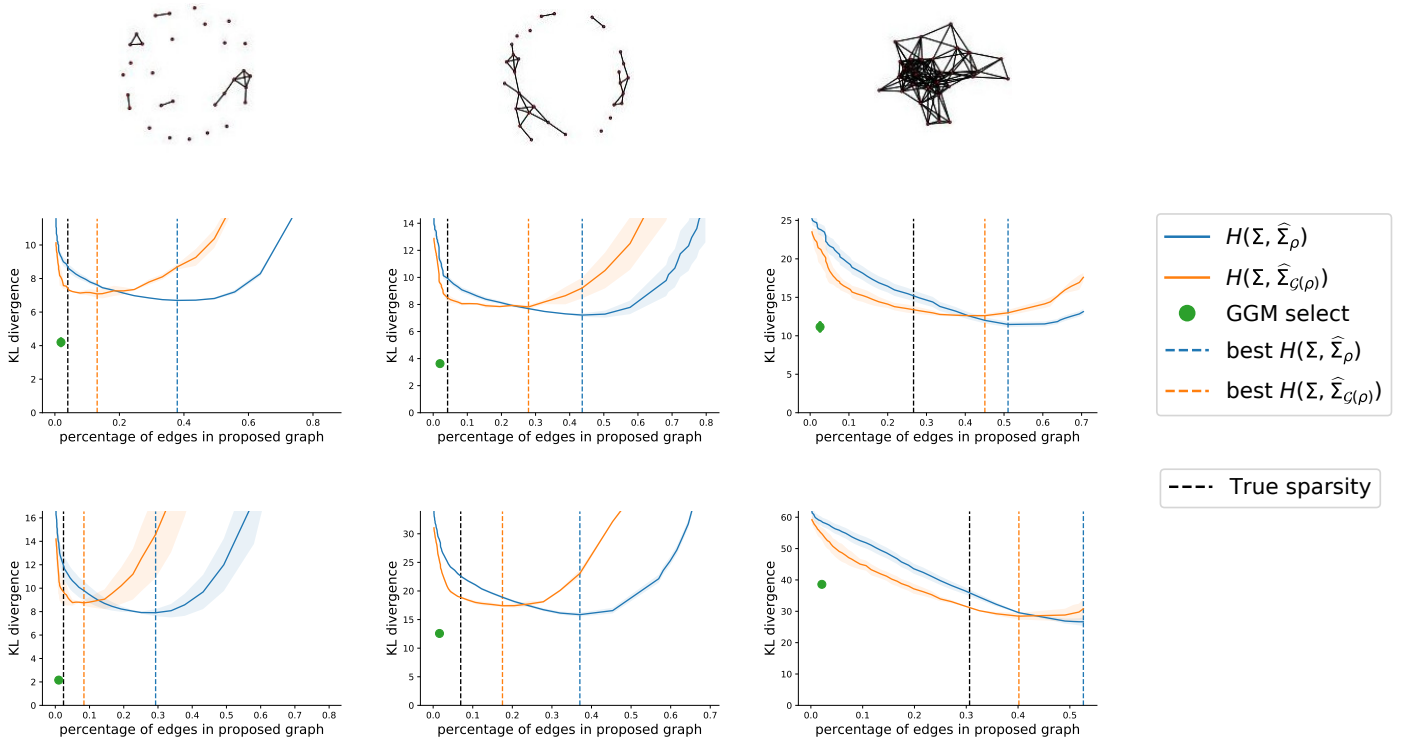 10
8
6
4
2
0
KL divergence
0.0 0.2 0.4 0.6 0.8
percentage of edges in proposed graph
14
12
10
8
6
4
2
0
KL divergence
0.0 0.1 0.2 0.3 0.4 0.5 0.6 0.7 0.8
percentage of edges in proposed graph
25
20
15
10
5
0
KL divergence
0.0 0.1 0.2 0.3 0.4 0.5 0.6 0.7
percentage of edges in proposed graph
H(Σ, Σ̂ρ)
H(Σ, Σ̂𝒢(ρ))
GGM select
best H(Σ, Σ̂ρ)
best H(Σ, Σ̂𝒢(ρ))
True sparsity
16
14
12
10
8
6
4
2
0
KL divergence
0.0 0.1 0.2 0.3 0.4 0.5 0.6 0.7 0.8
percentage of edges in proposed graph
30
25
20
15
10
5
0
KL divergence
0.0 0.1 0.2 0.3 0.4 0.5 0.6 0.7
percentage of edges in proposed graph
60
50
40
30
20
10
0
KL divergence
0.0 0.1 0.2 0.3 0.4 0.5
percentage of edges in proposed graph